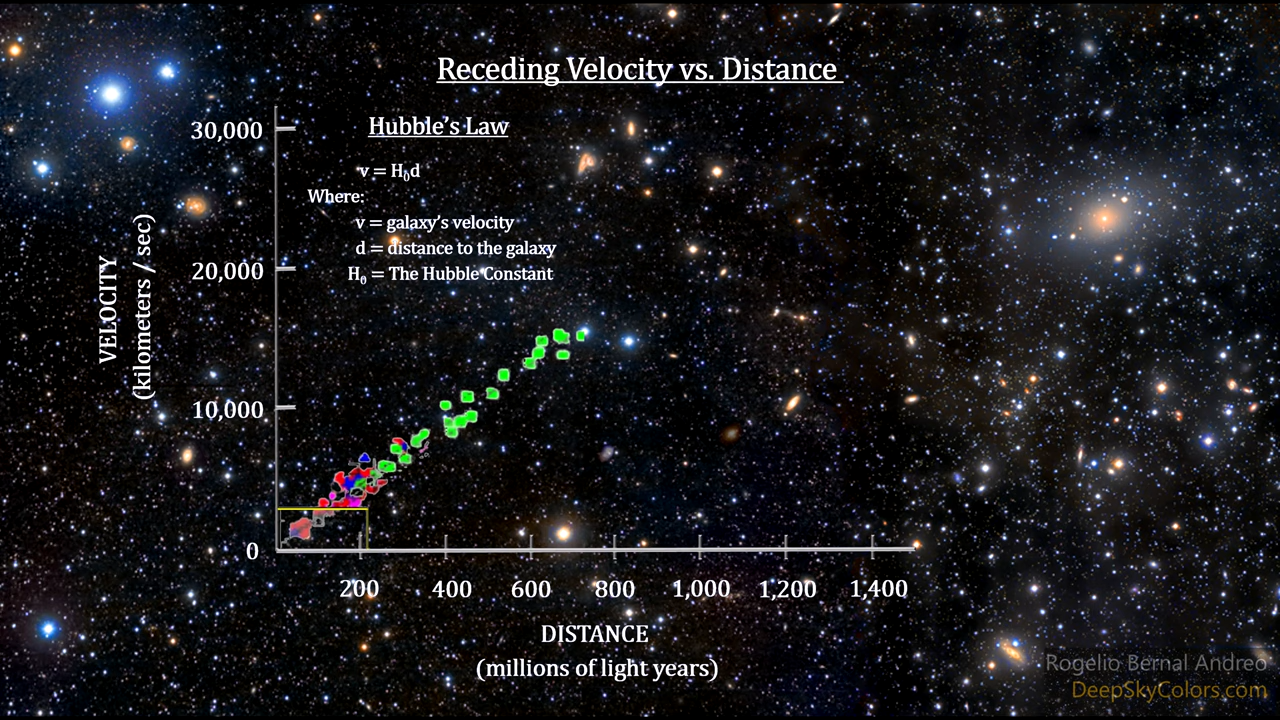 Receding Velocity vs. Distance
Hubble's Law
v = H₀d
Where:
v = galaxy's velocity
d = distance to the galaxy
H₀ = The Hubble Constant
30,000
20,000
10,000
0
VELOCITY
(kilometers / sec)
200 400 600 800 1,000 1,200 1,400
DISTANCE
(millions of light years)
Rogelio Bernal Andreo
DeepSkyColors.com